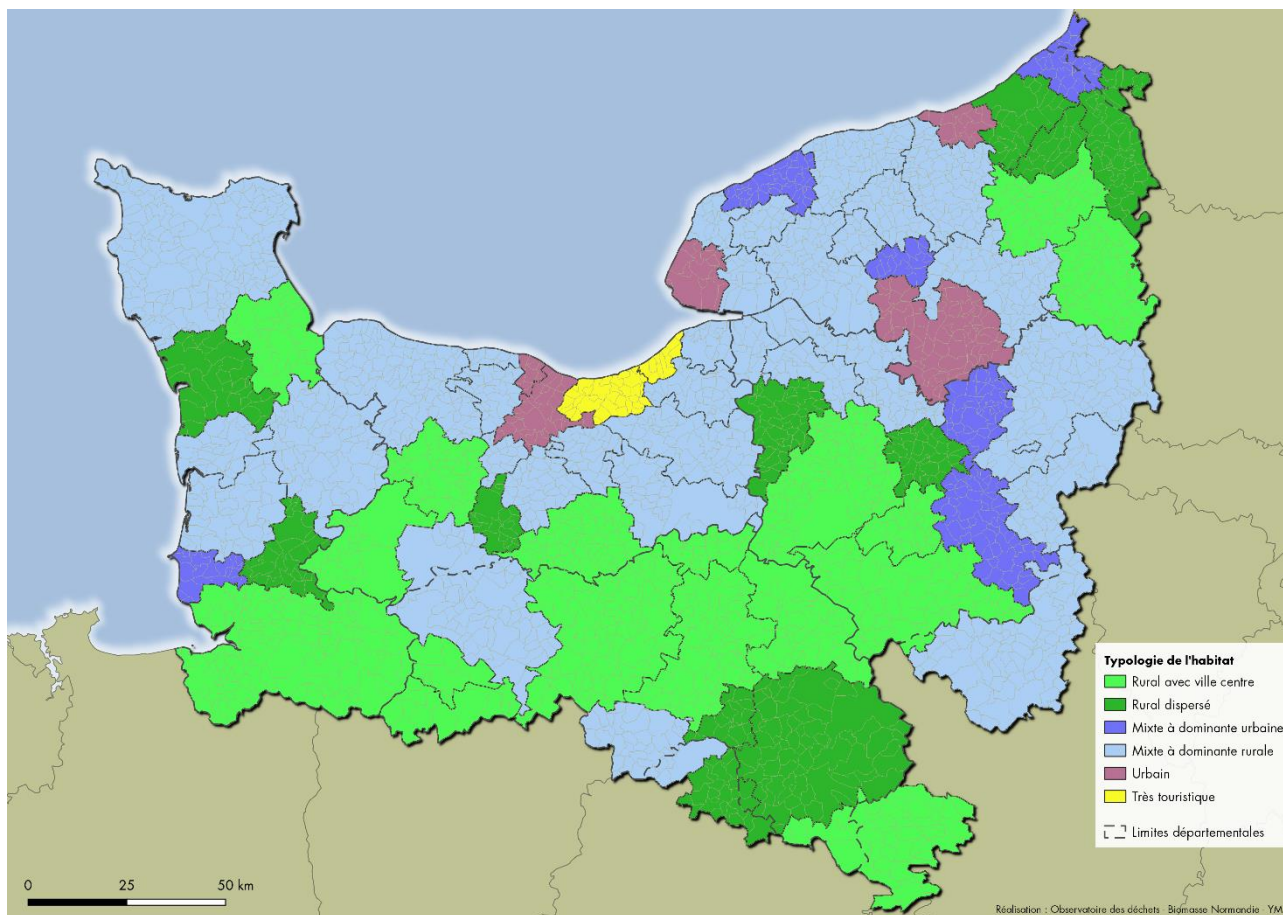 Typologie de l'habitat
Rural avec ville centre
Rural dispersé
Mixte à dominante urbaine
Mixte à dominante rurale
Urbain
Très touristique
Limites départementales
0 25 50 km
Réalisation : Observatoire des déchets - Biomasse Normandie - YM